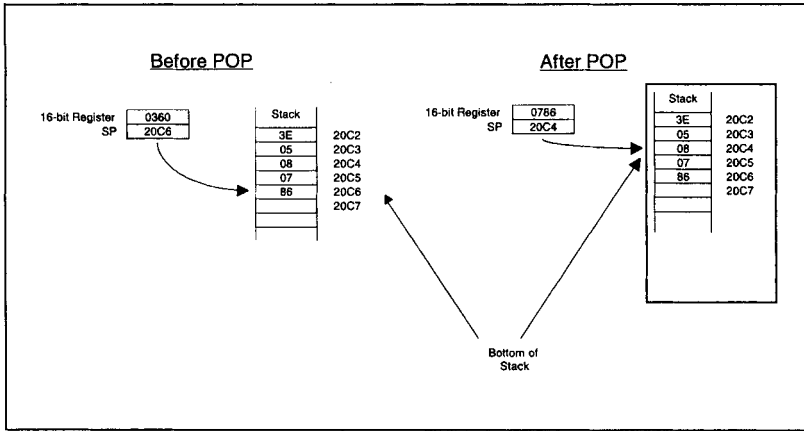 Before POP
16-bit Register 0360
SP 20C6
Stack
3E 20C2
05 20C3
08 20C4
07 20C5
86 20C6
20C7
After POP
16-bit Register 0786
SP 20C4
Stack
3E 20C2
05 20C3
08 20C4
07 20C5
86 20C6
20C7
Bottom of
Stack